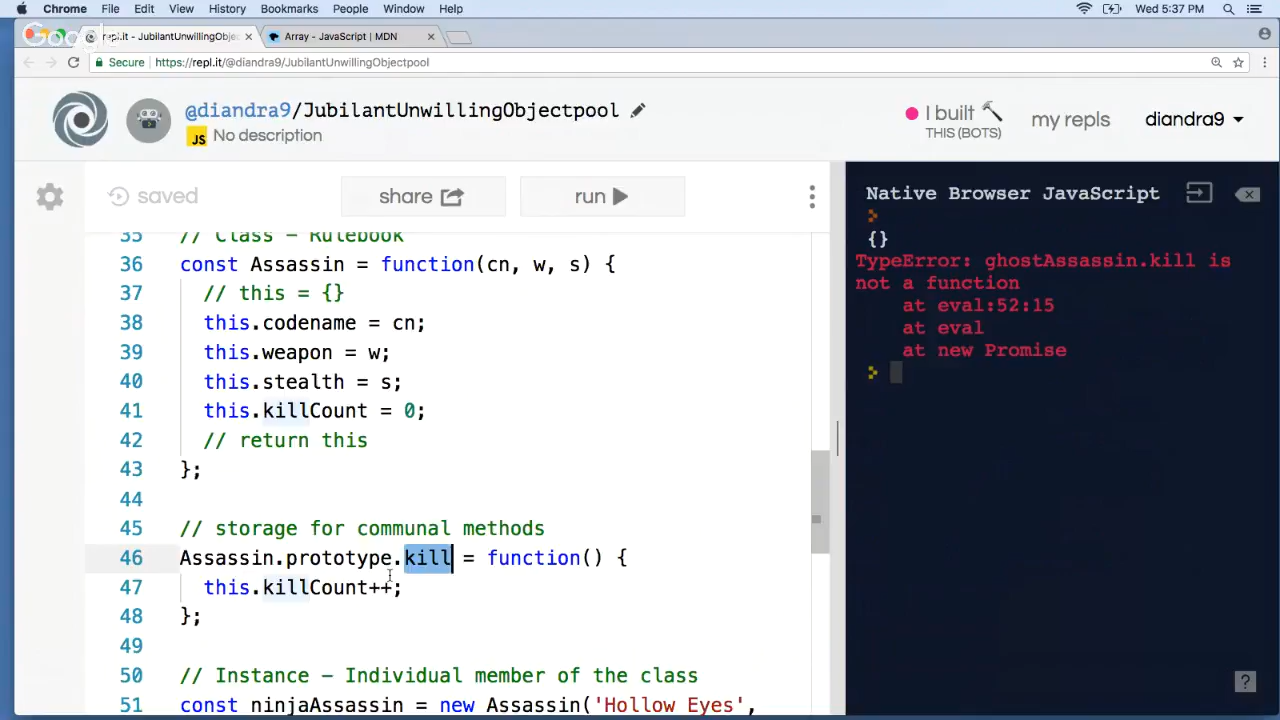 Chrome File Edit View History Bookmarks People Window Help Wed 5:37 PM
Google
repl.it - JubilantUnwillingObjec Array - JavaScript | MDN
Secure https://repl.it/@diandra9/JubilantUnwillingObjectpool
@diandra9/JubilantUnwillingObjectpool
JS No description
I built
THIS (BOTS)
my repls
diandra9
saved
share
run
35 // Class - Rulebook
36 const Assassin = function(cn, w, s) {
37 // this = {}
38 this.codename = cn;
39 this.weapon = w;
40 this.stealth = s;
41 this.killCount = 0;
42 // return this
43 };
44
45 // storage for communal methods
46 Assassin.prototype.kill = function() {
47 this.killCount++;
48 };
49
50 // Instance - Individual member of the class
51 const ninjaAssassin = new Assassin('Hollow Eyes',
Native Browser JavaScript
{}
TypeError: ghostAssassin.kill is
not a function
at eval:52:15
at eval
at new Promise
?